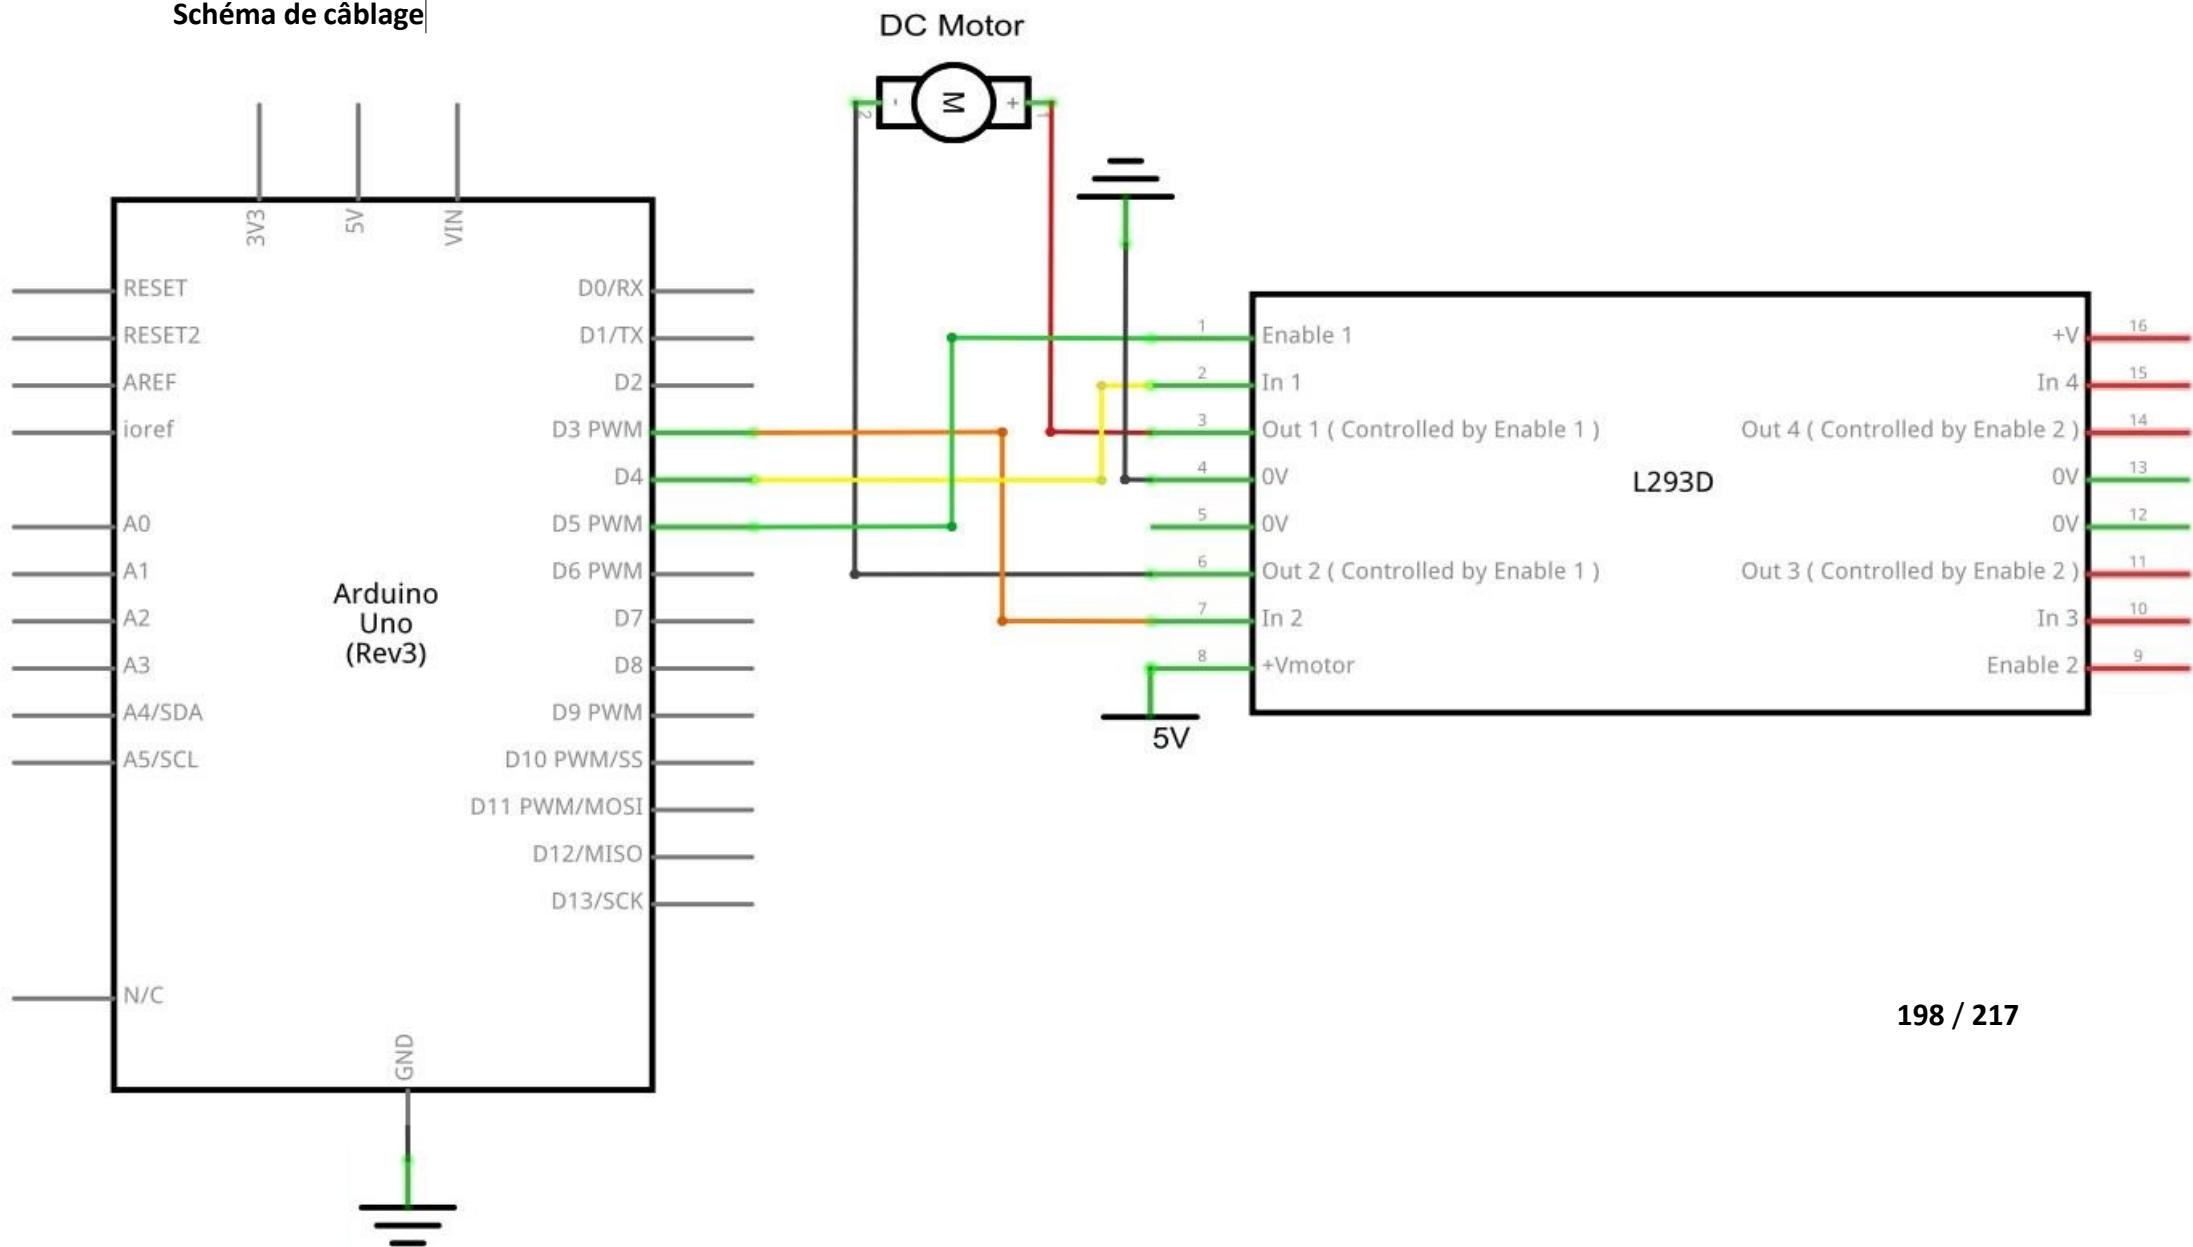 Schéma de câblage
DC Motor
- M +
2 1
3V3 5V VIN
RESET
RESET2
AREF
ioref
A0
A1
A2
A3
A4/SDA
A5/SCL
N/C
Arduino
Uno
(Rev3)
D0/RX
D1/TX
D2
D3 PWM
D4
D5 PWM
D6 PWM
D7
D8
D9 PWM
D10 PWM/SS
D11 PWM/MOSI
D12/MISO
D13/SCK
GND
1 Enable 1
2 In 1
3 Out 1 ( Controlled by Enable 1 )
4 0V
5 0V
6 Out 2 ( Controlled by Enable 1 )
7 In 2
8 +Vmotor
5V
L293D
+V 16
In 4 15
Out 4 ( Controlled by Enable 2 ) 14
0V 13
0V 12
Out 3 ( Controlled by Enable 2 ) 11
In 3 10
Enable 2 9
198 / 217